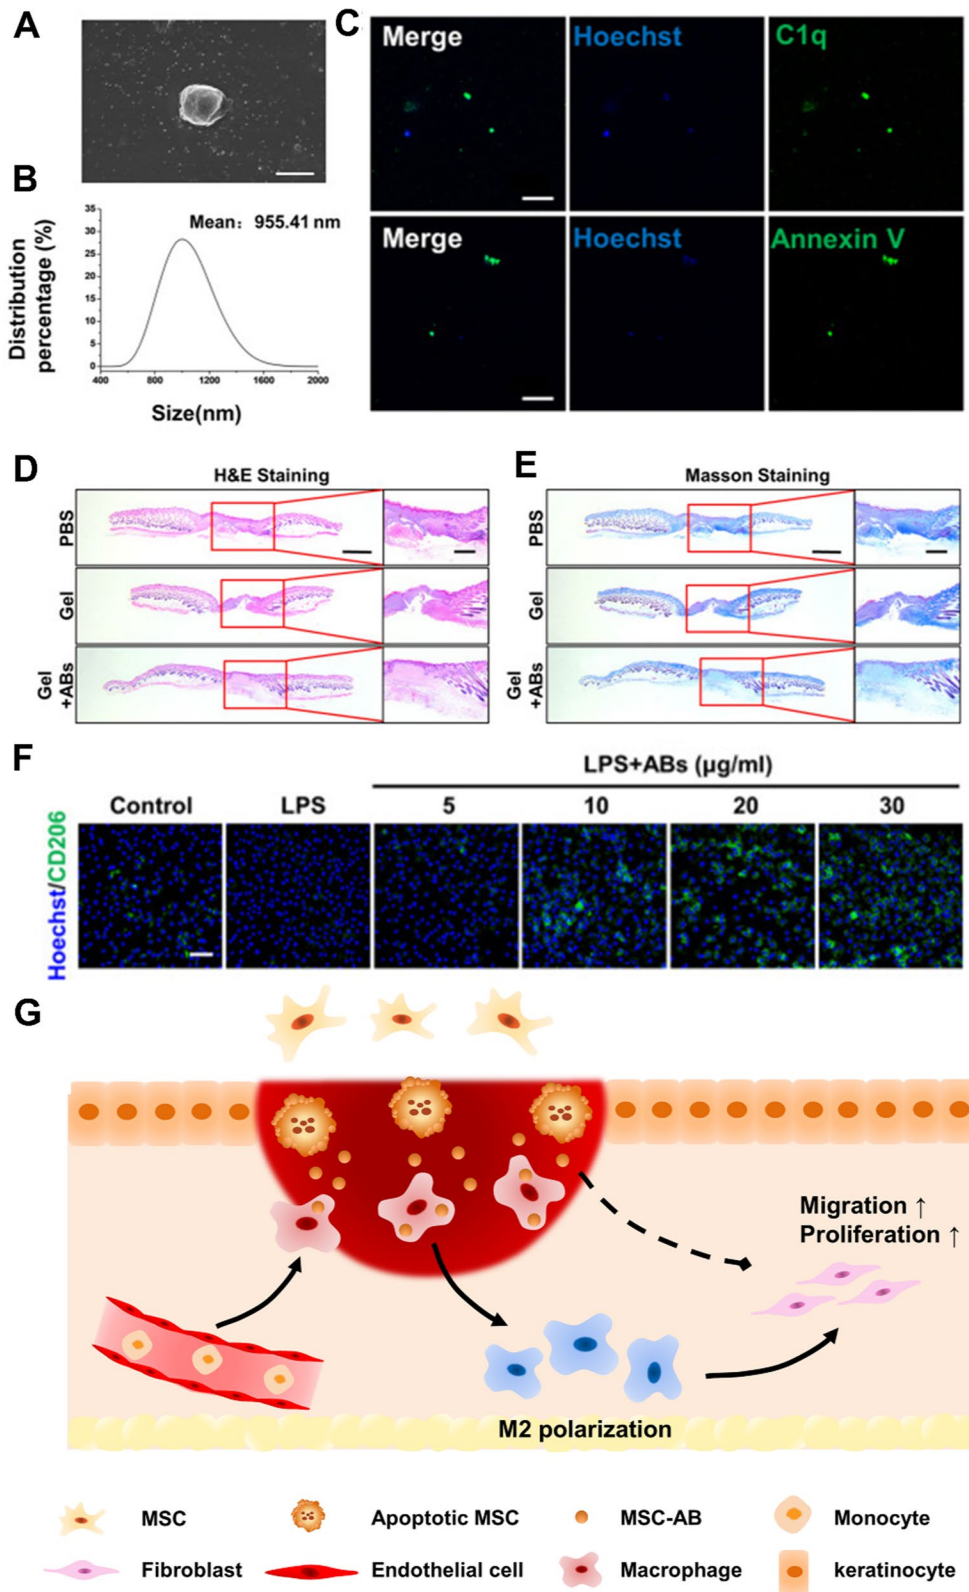 A
B
Mean: 955.41 nm
Distribution
percentage (%)
35
30
25
20
15
10
5
0
400 800 1200 1600 2000
Size(nm)
C
Merge Hoechst C1q
Merge Hoechst Annexin V
D
H&E Staining
PBS
Gel
Gel
+ABs
E
Masson Staining
PBS
Gel
Gel
+ABs
F
LPS+ABs (μg/ml)
Control LPS 5 10 20 30
Hoechst/CD206
G
Migration ↑
Proliferation ↑
M2 polarization
MSC Apoptotic MSC MSC-AB Monocyte
Fibroblast Endothelial cell Macrophage keratinocyte